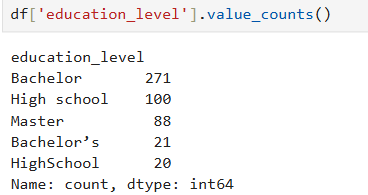 df['education_level'].value_counts()
education_level
Bachelor 271
High school 100
Master 88
Bachelor’s 21
HighSchool 20
Name: count, dtype: int64